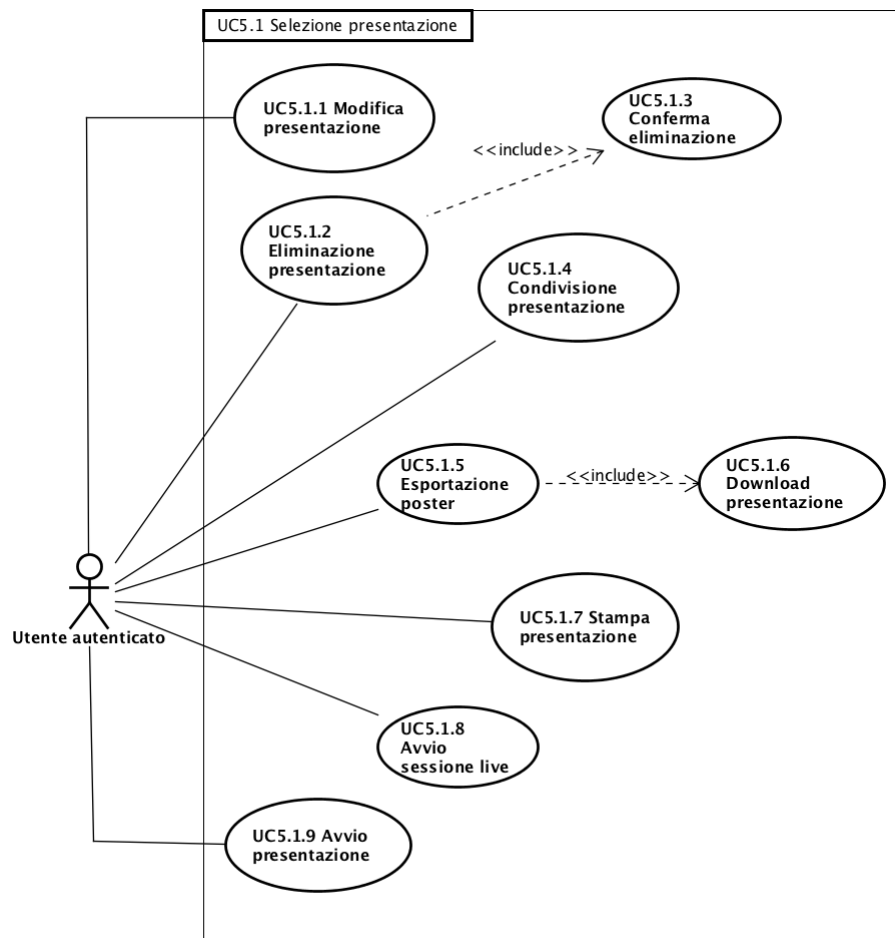 UC5.1 Selezione presentazione
UC5.1.1 Modifica
presentazione
UC5.1.3
Conferma
eliminazione
<<include>>
UC5.1.2
Eliminazione
presentazione
UC5.1.4
Condivisione
presentazione
UC5.1.5
Esportazione
poster
<<include>>
UC5.1.6
Download
presentazione
UC5.1.7 Stampa
presentazione
Utente autenticato
UC5.1.8
Avvio
sessione live
UC5.1.9 Avvio
presentazione